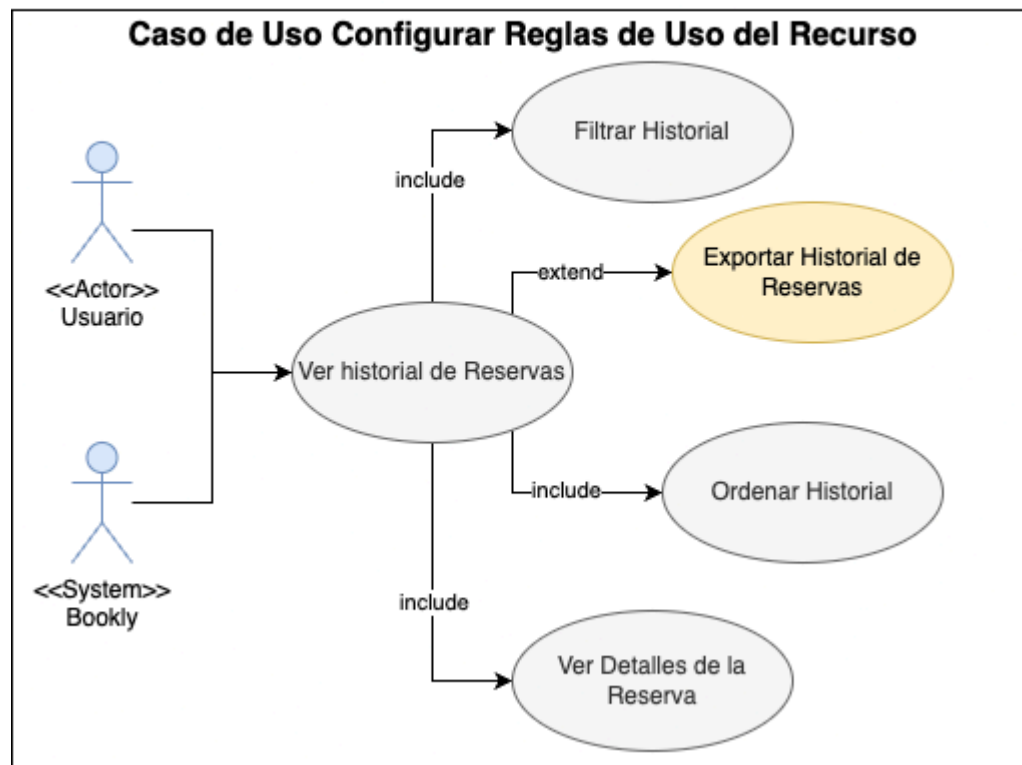 Caso de Uso Configurar Reglas de Uso del Recurso
Filtrar Historial
include
<<Actor>>
Usuario
extend
Exportar Historial de
Reservas
Ver historial de Reservas
include
Ordenar Historial
<<System>>
Bookly
include
Ver Detalles de la
Reserva